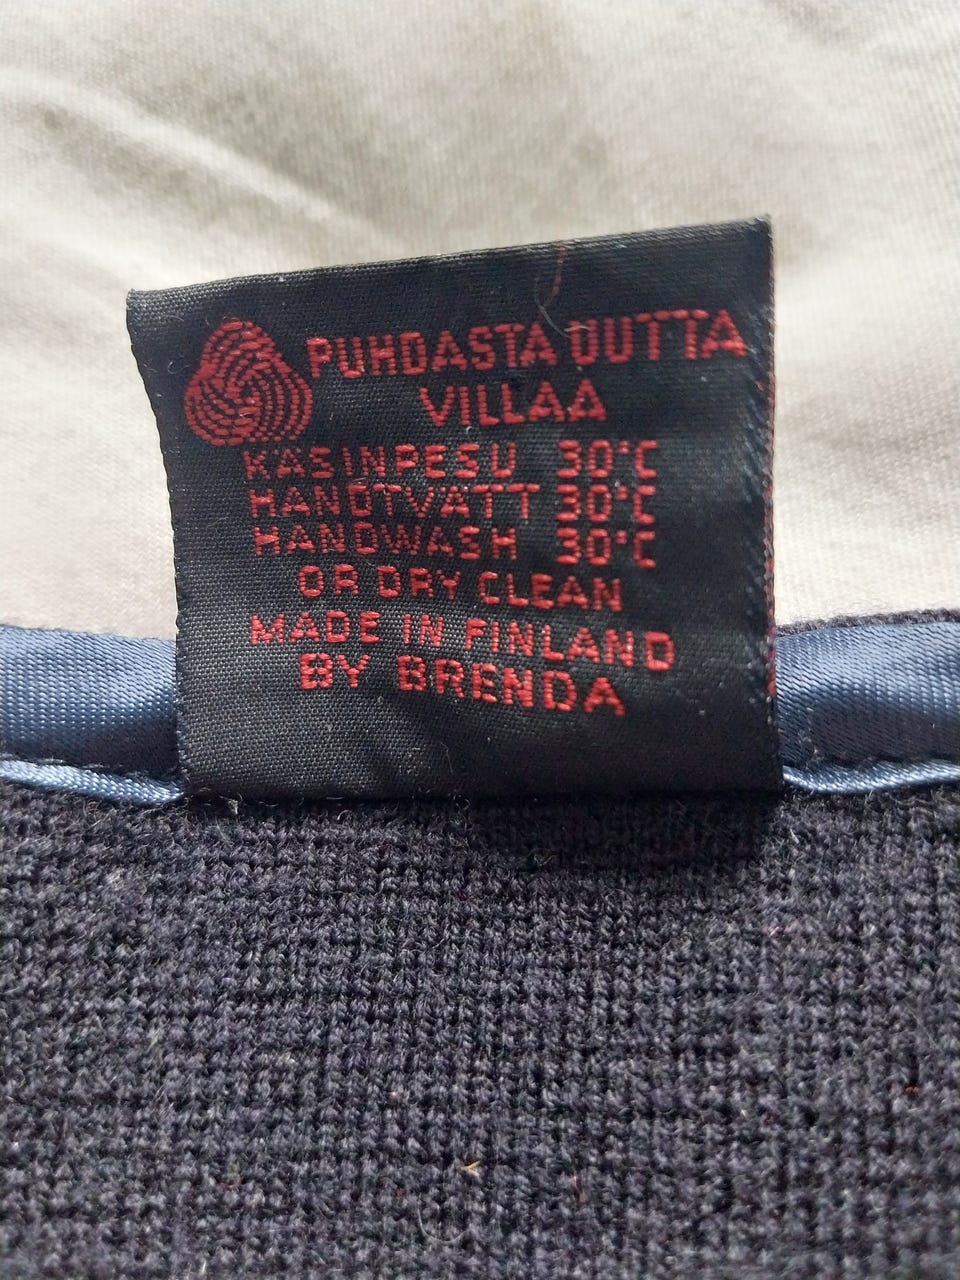 PUHDASTA UUTTA
VILLAA
KÄSINPESU 30°C
HANDTVÄTT 30°C
HANDWASH 30°C
OR DRY CLEAN
MADE IN FINLAND
BY BRENDA